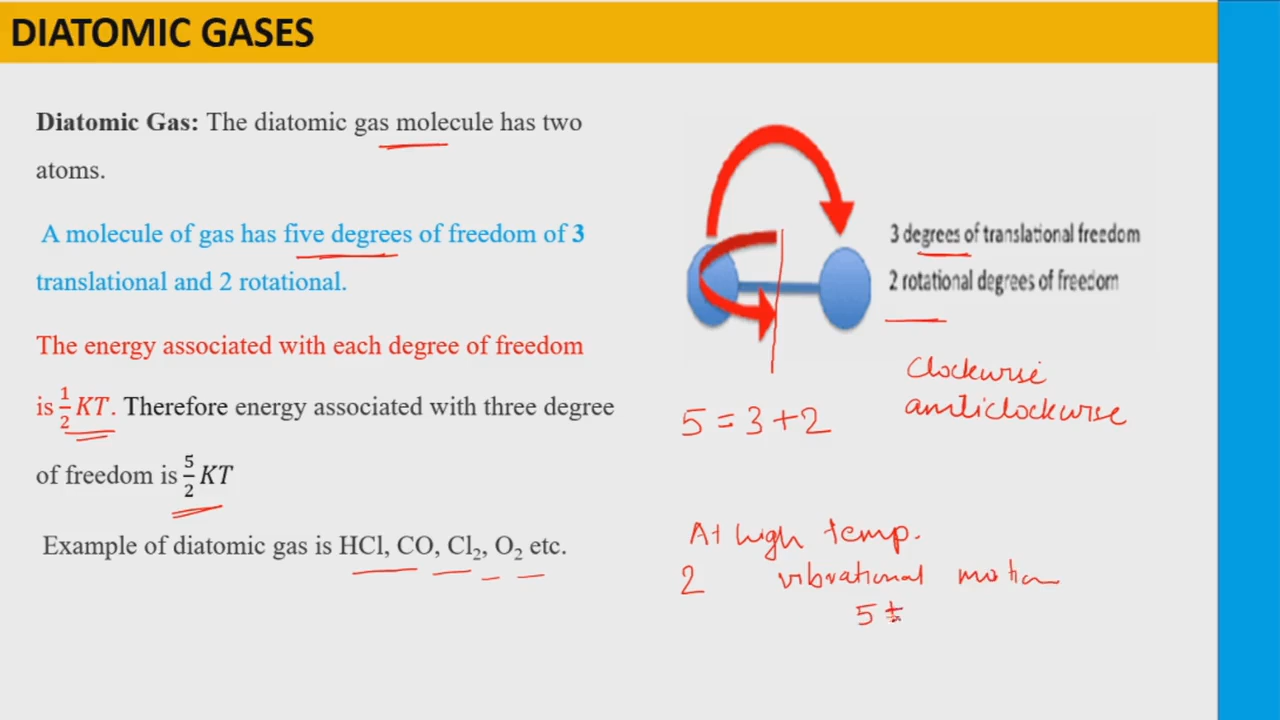 DIATOMIC GASES
Diatomic Gas: The diatomic gas molecule has two
atoms.
A molecule of gas has five degrees of freedom of 3
translational and 2 rotational.
The energy associated with each degree of freedom
is 1/2 KT. Therefore energy associated with three degree
of freedom is 5/2 KT
Example of diatomic gas is HCl, CO, Cl₂, O₂ etc.
3 degrees of translational freedom
2 rotational degrees of freedom
Clockwise
anticlockwise
5 = 3 + 2
At high temp.
2 vibrational motion
5 +